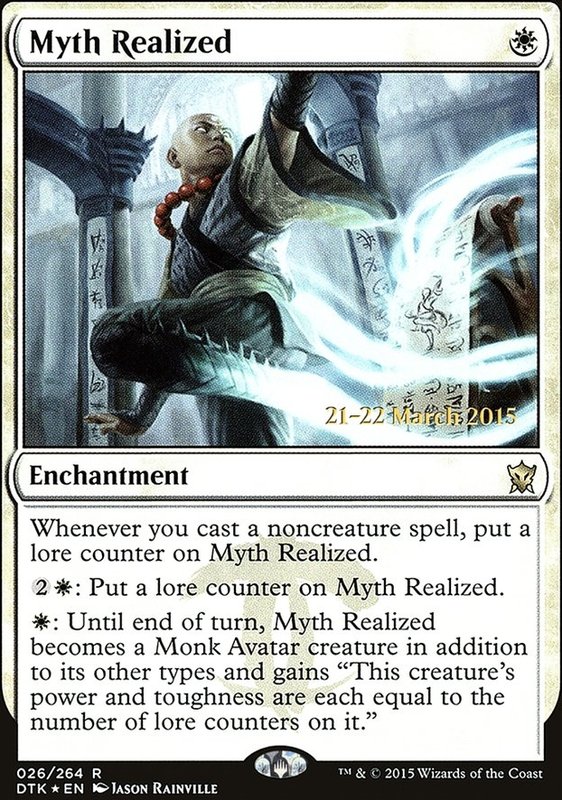 Myth Realized
21-22 March 2015
Enchantment
Whenever you cast a noncreature spell, put a
lore counter on Myth Realized.
2: Put a lore counter on Myth Realized.
: Until end of turn, Myth Realized
becomes a Monk Avatar creature in addition
to its other types and gains “This creature’s
power and toughness are each equal to the
number of lore counters on it.”
026/264 R
DTK ★ EN Jason Rainville
™ & © 2015 Wizards of the Coast